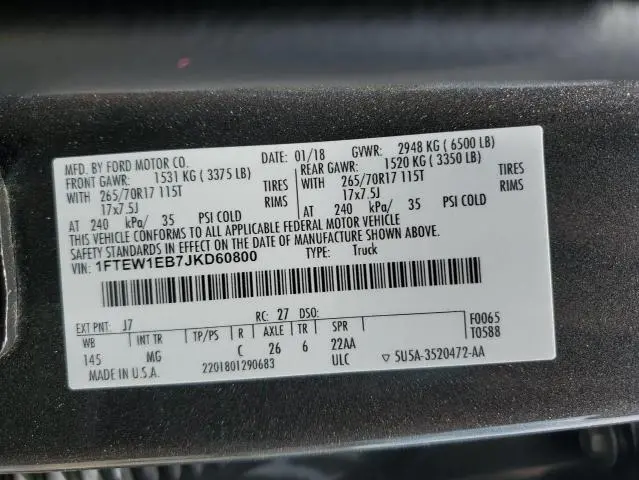 MFD. BY FORD MOTOR CO. DATE: 01/18 GVWR: 2948 KG ( 6500 LB)
FRONT GAWR: 1531 KG ( 3375 LB) REAR GAWR: 1520 KG ( 3350 LB)
WITH 265/70R17 115T TIRES WITH 265/70R17 115T TIRES
17x7.5J RIMS 17x7.5J RIMS
AT 240 kPa/ 35 PSI COLD AT 240 kPa/ 35 PSI COLD
THIS VEHICLE CONFORMS TO ALL APPLICABLE FEDERAL MOTOR VEHICLE
SAFETY STANDARDS IN EFFECT ON THE DATE OF MANUFACTURE SHOWN ABOVE.
VIN: 1FTEW1EB7JKD60800 TYPE: Truck
EXT PNT: J7 RC: 27 DSO: F0065
WB INT TR TP/PS R AXLE TR SPR T0588
145 MG C 26 6 22AA
MADE IN U.S.A. 2201801290683 ULC ▽ 5U5A-3520472-AA